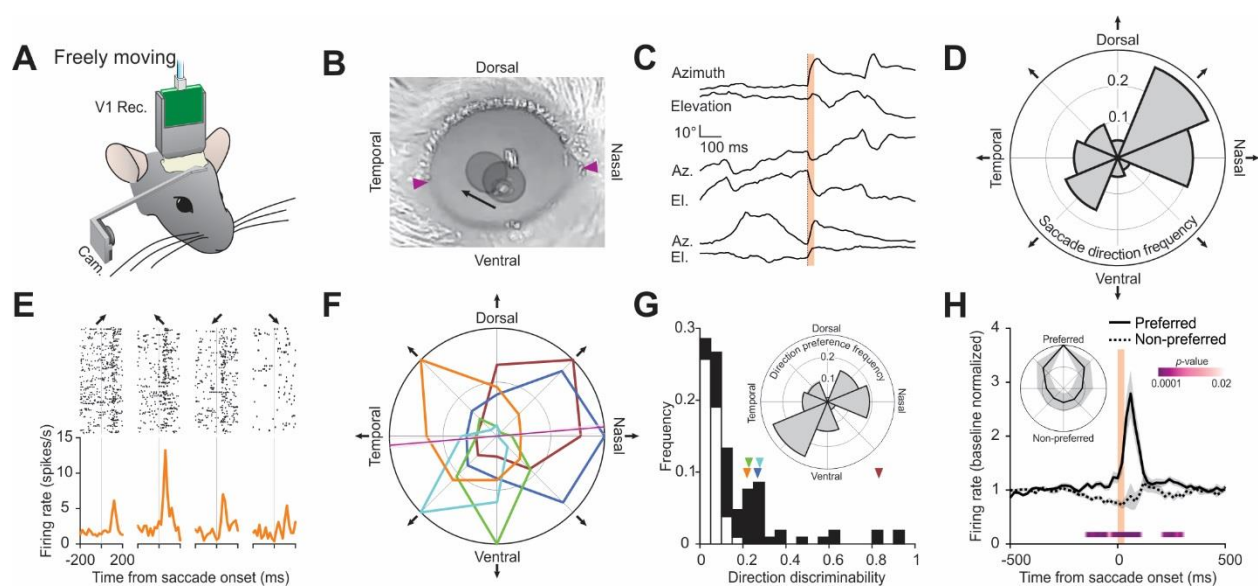 A
Freely moving
V1 Rec.
Cam.
B
Dorsal
Temporal
Nasal
Ventral
C
Azimuth
Elevation
10°
100 ms
Az.
El.
Az.
El.
D
Dorsal
0.2
0.1
Temporal
Nasal
Saccade direction frequency
Ventral
E
Firing rate (spikes/s)
15
10
5
0
-200 200
Time from saccade onset (ms)
F
Dorsal
Temporal
Nasal
Ventral
G
Frequency
0.3
0.2
0.1
0
0 0.2 0.4 0.6 0.8 1
Direction discriminability
Dorsal
Direction preference frequency
0.2
0.1
Temporal
Nasal
Ventral
H
Preferred
Non-preferred
Preferred
Non-preferred
p-value
0.0001 0.02
Firing rate (baseline normalized)
4
3
2
1
0
-500 0 500
Time from saccade onset (ms)